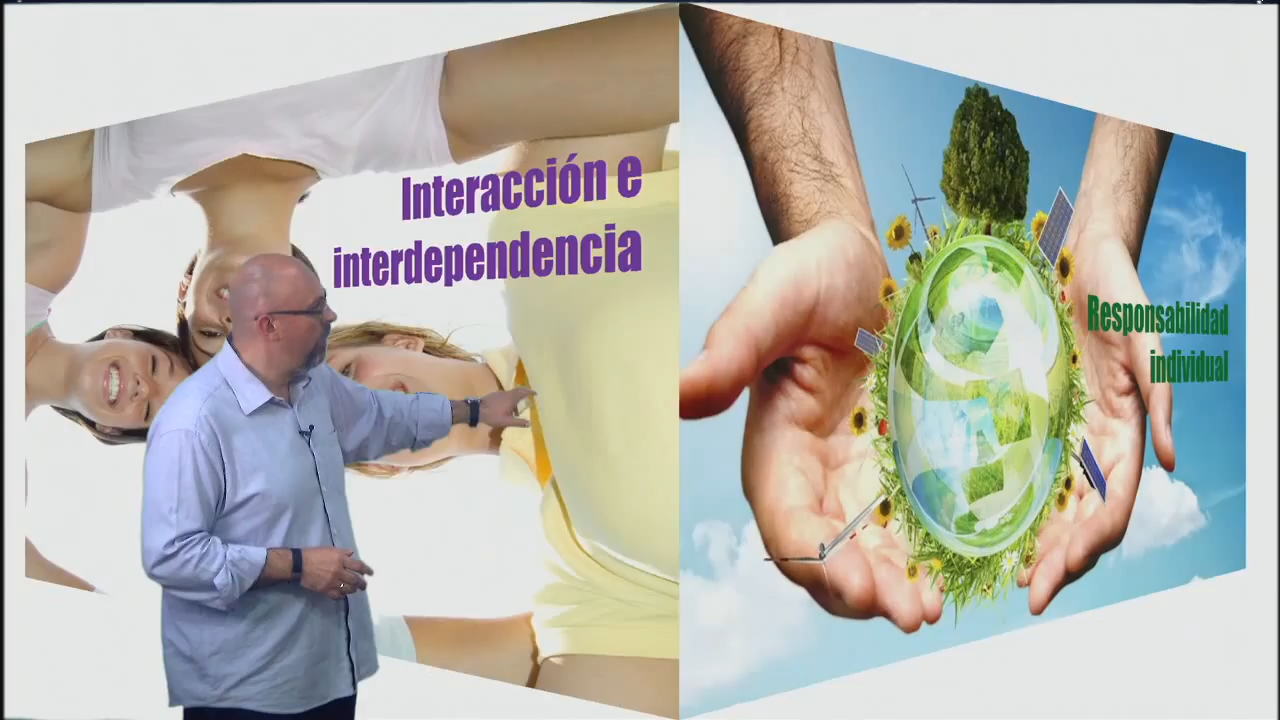 Interacción e
interdependencia
Responsabilidad
individual